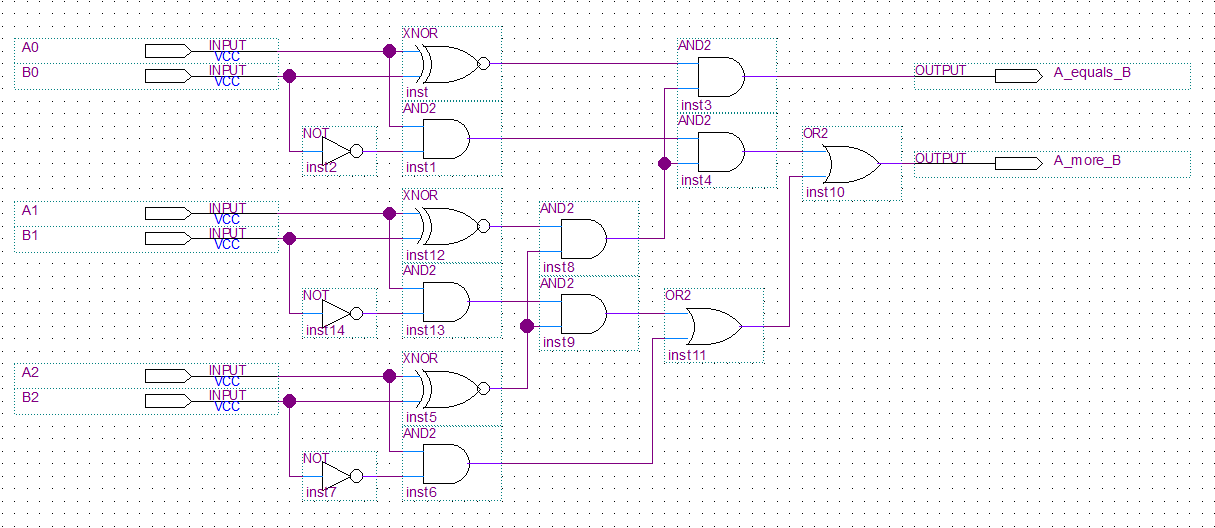 XNOR
A0 INPUT
VCC
B0 INPUT
VCC
inst
AND2
inst3
OUTPUT A_equals_B
AND2
NOT
inst2
inst1
AND2
inst4
OR2
inst10
OUTPUT A_more_B
XNOR
A1 INPUT
VCC
B1 INPUT
VCC
inst12
AND2
inst8
AND2
NOT
inst14
inst13
AND2
inst9
OR2
inst11
XNOR
A2 INPUT
VCC
B2 INPUT
VCC
inst5
AND2
NOT
inst7
inst6